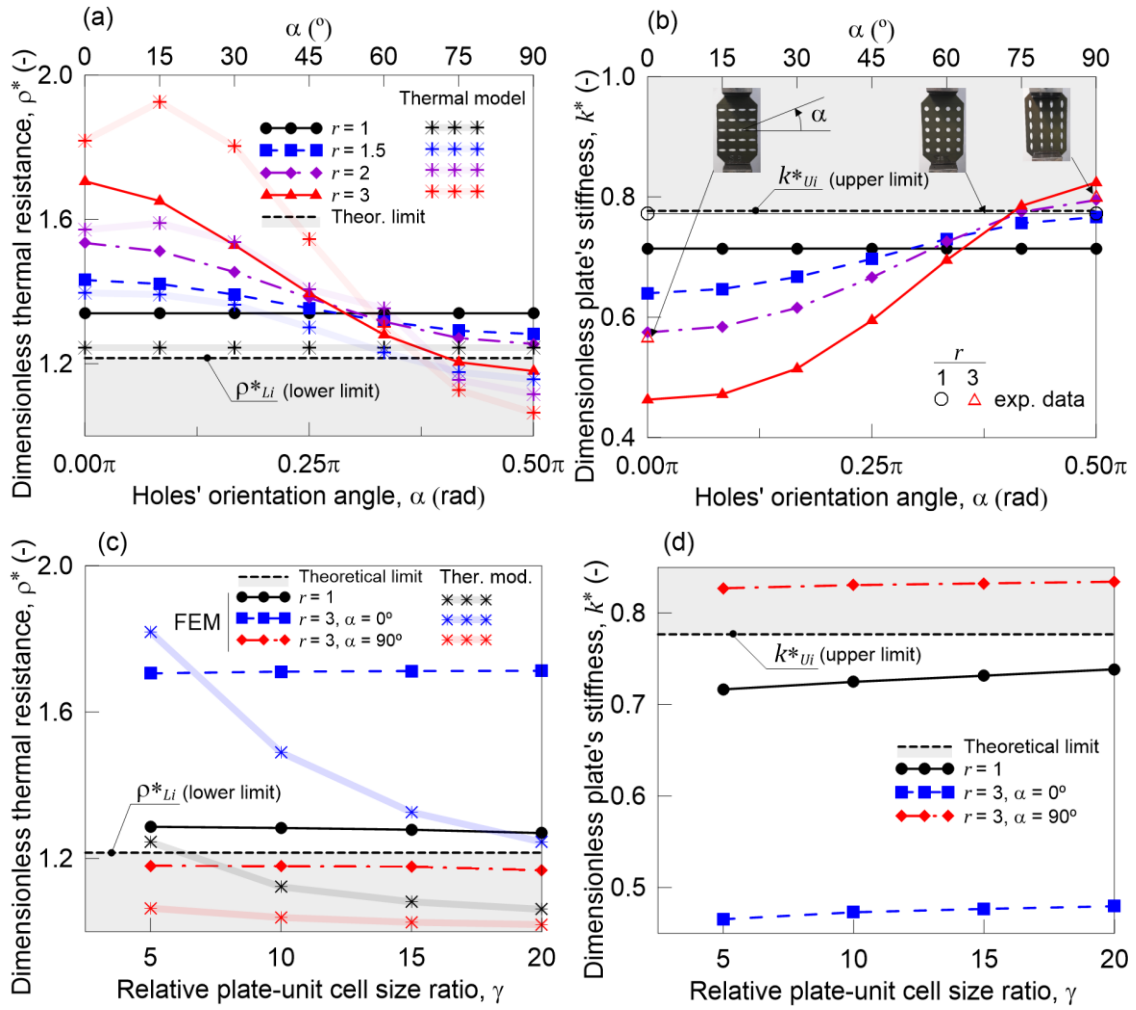 (a)
α (º)
0 15 30 45 60 75 90
Dimensionless thermal resistance, ρ* (-)
2.0
1.6
1.2
Thermal model
r = 1
r = 1.5
r = 2
r = 3
Theor. limit
ρ*Li (lower limit)
0.00π 0.25π 0.50π
Holes' orientation angle, α (rad)
(b)
α (º)
0 15 30 45 60 75 90
Dimensionless plate's stiffness, k* (-)
1.0
0.8
0.6
0.4
α
k*Ui (upper limit)
r
1 3
exp. data
0.00π 0.25π 0.50π
Holes' orientation angle, α (rad)
(c)
Dimensionless thermal resistance, ρ* (-)
2.0
1.6
1.2
Theoretical limit Ther. mod.
FEM
r = 1
r = 3, α = 0º
r = 3, α = 90º
ρ*Li (lower limit)
5 10 15 20
Relative plate-unit cell size ratio, γ
(d)
Dimensionless plate's stiffness, k* (-)
0.8
0.7
0.6
0.5
k*Ui (upper limit)
Theoretical limit
r = 1
r = 3, α = 0º
r = 3, α = 90º
5 10 15 20
Relative plate-unit cell size ratio, γ